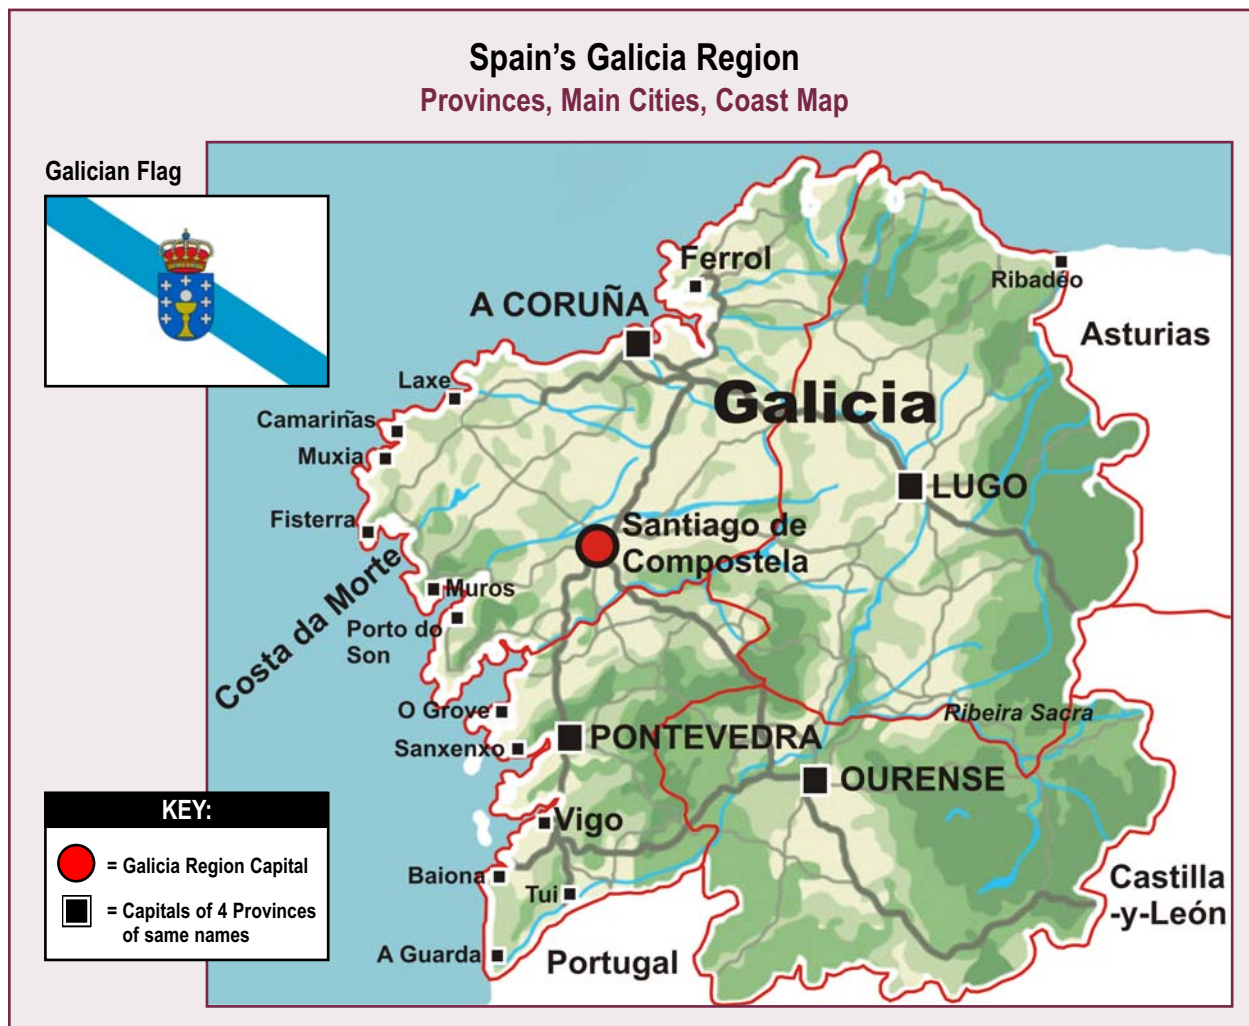 Spain's Galicia Region
Provinces, Main Cities, Coast Map
Galician Flag
Ferrol
Ribadéo
A CORUÑA
Asturias
Laxe
Galicia
Camariñas
Muxia
LUGO
Fisterra
Santiago de
Compostela
Costa da Morte
Muros
Porto do
Son
O Grove
Ribeira Sacra
Sanxenxo
PONTEVEDRA
OURENSE
Vigo
Baiona
Tui
Castilla
-y-León
A Guarda
Portugal
KEY:
= Galicia Region Capital
= Capitals of 4 Provinces
of same names